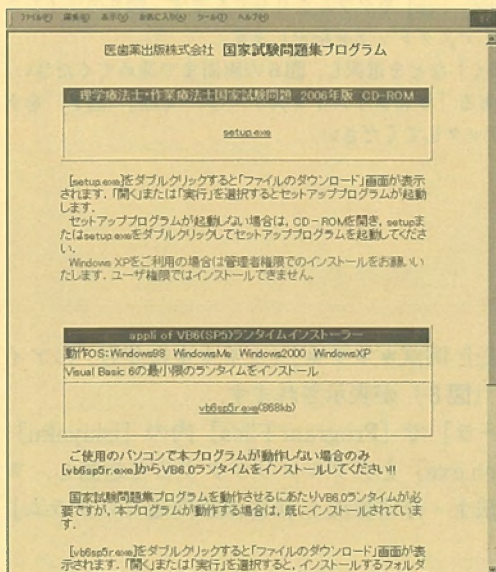 ファイル(F) 編集(E) 表示(V) お気に入り(A) ツール(T) ヘルプ(H)
医歯薬出版株式会社 国家試験問題集プログラム
理学療法士・作業療法士国家試験問題 2006年版 CD-ROM
setup.exe
[setup.exe]をダブルクリックすると「ファイルのダウンロード」画面が表示
されます.「開く」または「実行」を選択するとセットアッププログラムが起動
します.
セットアッププログラムが起動しない場合は, CD-ROMを開き, setupま
たはsetup.exeをダブルクリックしてセットアッププログラムを起動してくださ
い.
Windows XPをご利用の場合は管理者権限でのインストールをお願いい
たします. ユーザ権限ではインストールできません.
appli of VB6(SP5)ランタイムインストーラー
動作OS:Windows98 WindowsMe Windows2000 WindowsXP
Visual Basic 6の最小限のランタイムをインストール
vb6sp5r.exe(968kb)
ご使用のパソコンで本プログラムが動作しない場合のみ
[vb6sp5r.exe]からVB6.0ランタイムをインストールしてください!!
国家試験問題集プログラムを動作させるにあたりVB6.0ランタイムが必
要ですが, 本プログラムが動作する場合は, 既にインストールされていま
す.
[vb6sp5r.exe]をダブルクリックすると「ファイルのダウンロード」画面が表
示されます.「開く」または「実行」を選択すると, インストールするフォルダ